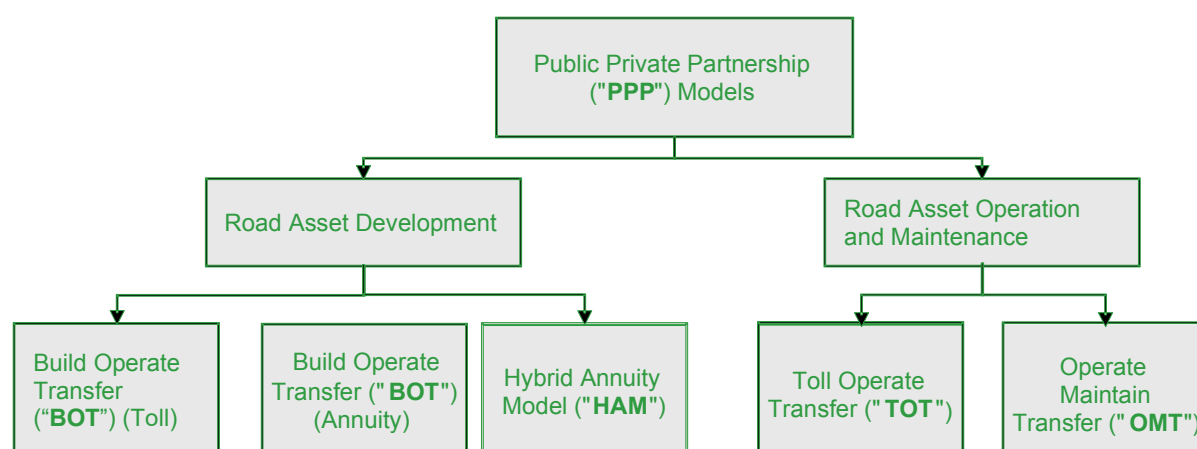 Public Private Partnership
("PPP") Models
Road Asset Development
Road Asset Operation
and Maintenance
Build Operate
Transfer
(“BOT”) (Toll)
Build Operate
Transfer ("BOT")
(Annuity)
Hybrid Annuity
Model ("HAM")
Toll Operate
Transfer ("TOT")
Operate
Maintain
Transfer ("OMT")